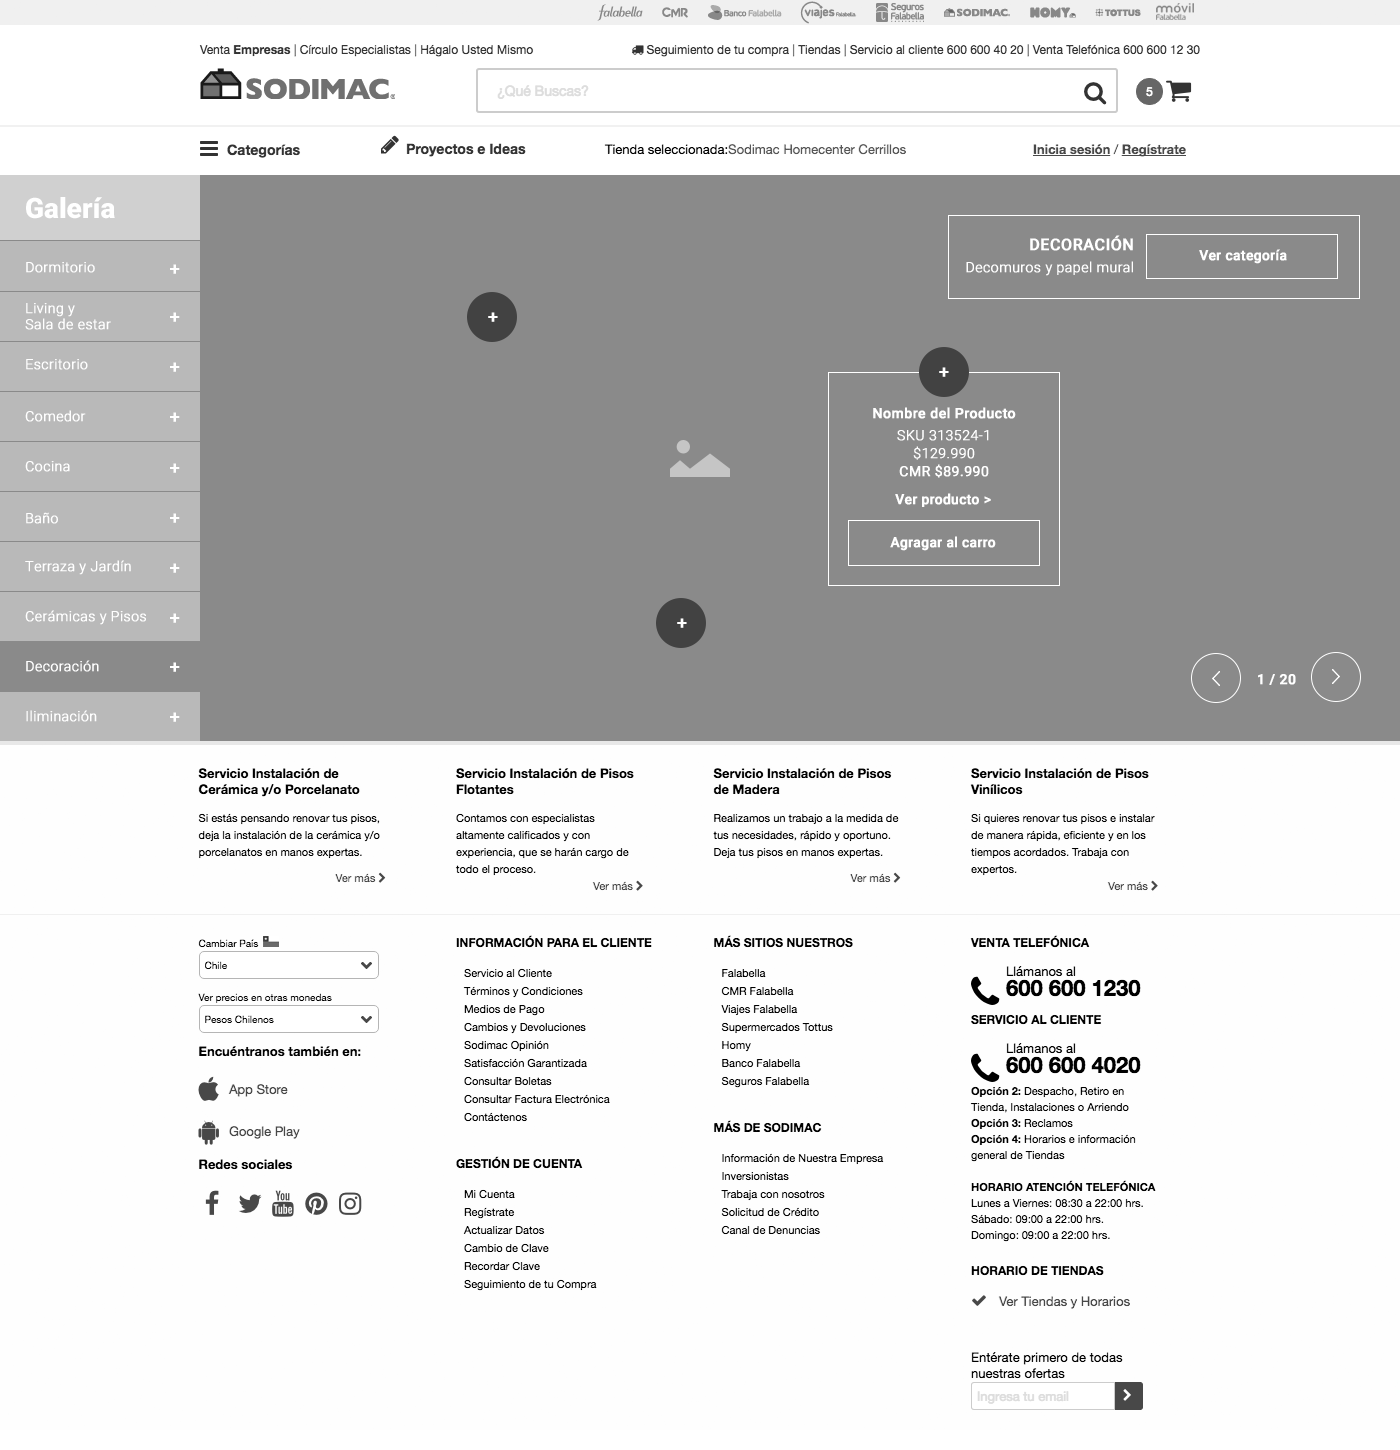 falabella CMR Banco Falabella viajes Falabella Seguros Falabella SODIMAC HOMY TOTTUS móvil Falabella
Venta Empresas | Círculo Especialistas | Hágalo Usted Mismo
Seguimiento de tu compra | Tiendas | Servicio al cliente 600 600 40 20 | Venta Telefónica 600 600 12 30
SODIMAC
¿Qué Buscas?
5
Categorías
Proyectos e Ideas
Tienda seleccionada:Sodimac Homecenter Cerrillos
Inicia sesión / Regístrate
Galería
Dormitorio +
Living y
Sala de estar +
Escritorio +
Comedor +
Cocina +
Baño +
Terraza y Jardín +
Cerámicas y Pisos +
Decoración +
Iliminación +
DECORACIÓN
Decomuros y papel mural
Ver categoría
+
+
Nombre del Producto
SKU 313524-1
$129.990
CMR $89.990
Ver producto >
Agragar al carro
+
1 / 20
Servicio Instalación de
Cerámica y/o Porcelanato
Si estás pensando renovar tus pisos,
deja la instalación de la cerámica y/o
porcelanatos en manos expertas.
Ver más
Servicio Instalación de Pisos
Flotantes
Contamos con especialistas
altamente calificados y con
experiencia, que se harán cargo de
todo el proceso.
Ver más
Servicio Instalación de Pisos
de Madera
Realizamos un trabajo a la medida de
tus necesidades, rápido y oportuno.
Deja tus pisos en manos expertas.
Ver más
Servicio Instalación de Pisos
Vinílicos
Si quieres renovar tus pisos e instalar
de manera rápida, eficiente y en los
tiempos acordados. Trabaja con
expertos.
Ver más
Cambiar País
Chile
Ver precios en otras monedas
Pesos Chilenos
Encuéntranos también en:
App Store
Google Play
Redes sociales
You
Tube
INFORMACIÓN PARA EL CLIENTE
Servicio al Cliente
Términos y Condiciones
Medios de Pago
Cambios y Devoluciones
Sodimac Opinión
Satisfacción Garantizada
Consultar Boletas
Consultar Factura Electrónica
Contáctenos
GESTIÓN DE CUENTA
Mi Cuenta
Regístrate
Actualizar Datos
Cambio de Clave
Recordar Clave
Seguimiento de tu Compra
MÁS SITIOS NUESTROS
Falabella
CMR Falabella
Viajes Falabella
Supermercados Tottus
Homy
Banco Falabella
Seguros Falabella
MÁS DE SODIMAC
Información de Nuestra Empresa
Inversionistas
Trabaja con nosotros
Solicitud de Crédito
Canal de Denuncias
VENTA TELEFÓNICA
Llámanos al
600 600 1230
SERVICIO AL CLIENTE
Llámanos al
600 600 4020
Opción 2: Despacho, Retiro en
Tienda, Instalaciones o Arriendo
Opción 3: Reclamos
Opción 4: Horarios e información
general de Tiendas
HORARIO ATENCIÓN TELEFÓNICA
Lunes a Viernes: 08:30 a 22:00 hrs.
Sábado: 09:00 a 22:00 hrs.
Domingo: 09:00 a 22:00 hrs.
HORARIO DE TIENDAS
Ver Tiendas y Horarios
Entérate primero de todas
nuestras ofertas
Ingresa tu email